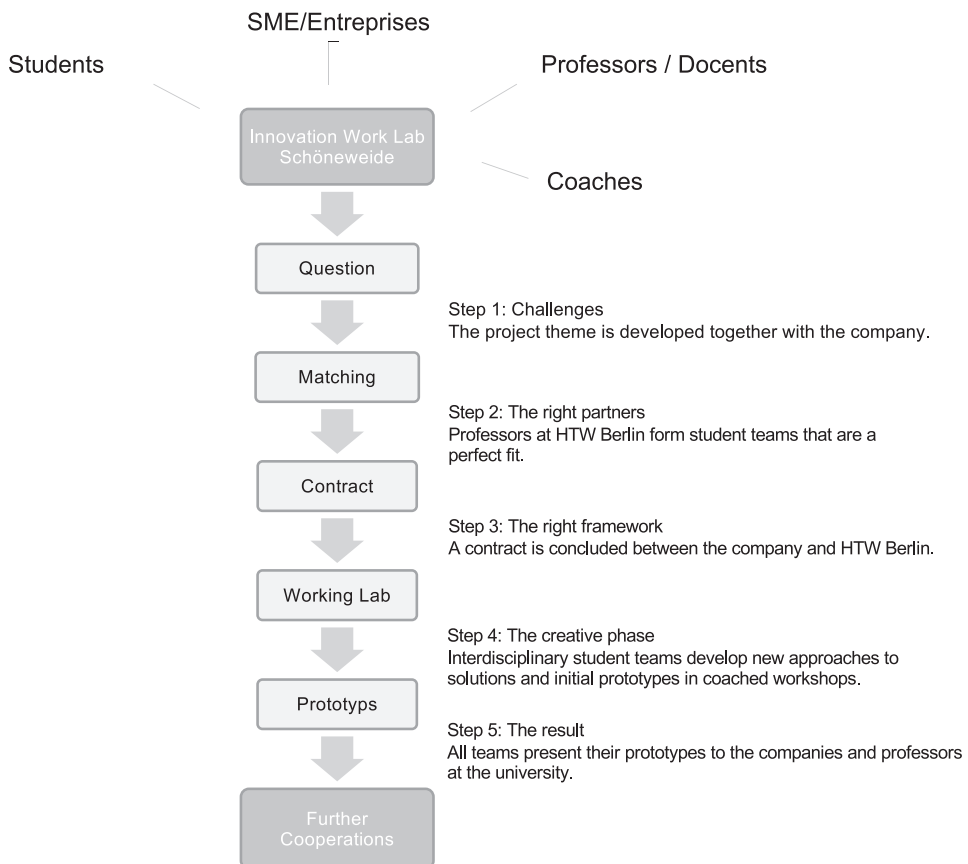 SME/Entreprises
Students
Professors / Docents
Innovation Work Lab
Schöneweide
Coaches
Question
Step 1: Challenges
The project theme is developed together with the company.
Matching
Step 2: The right partners
Professors at HTW Berlin form student teams that are a
perfect fit.
Contract
Step 3: The right framework
A contract is concluded between the company and HTW Berlin.
Working Lab
Step 4: The creative phase
Interdisciplinary student teams develop new approaches to
solutions and initial prototypes in coached workshops.
Prototyps
Step 5: The result
All teams present their prototypes to the companies and professors
at the university.
Further
Cooperations